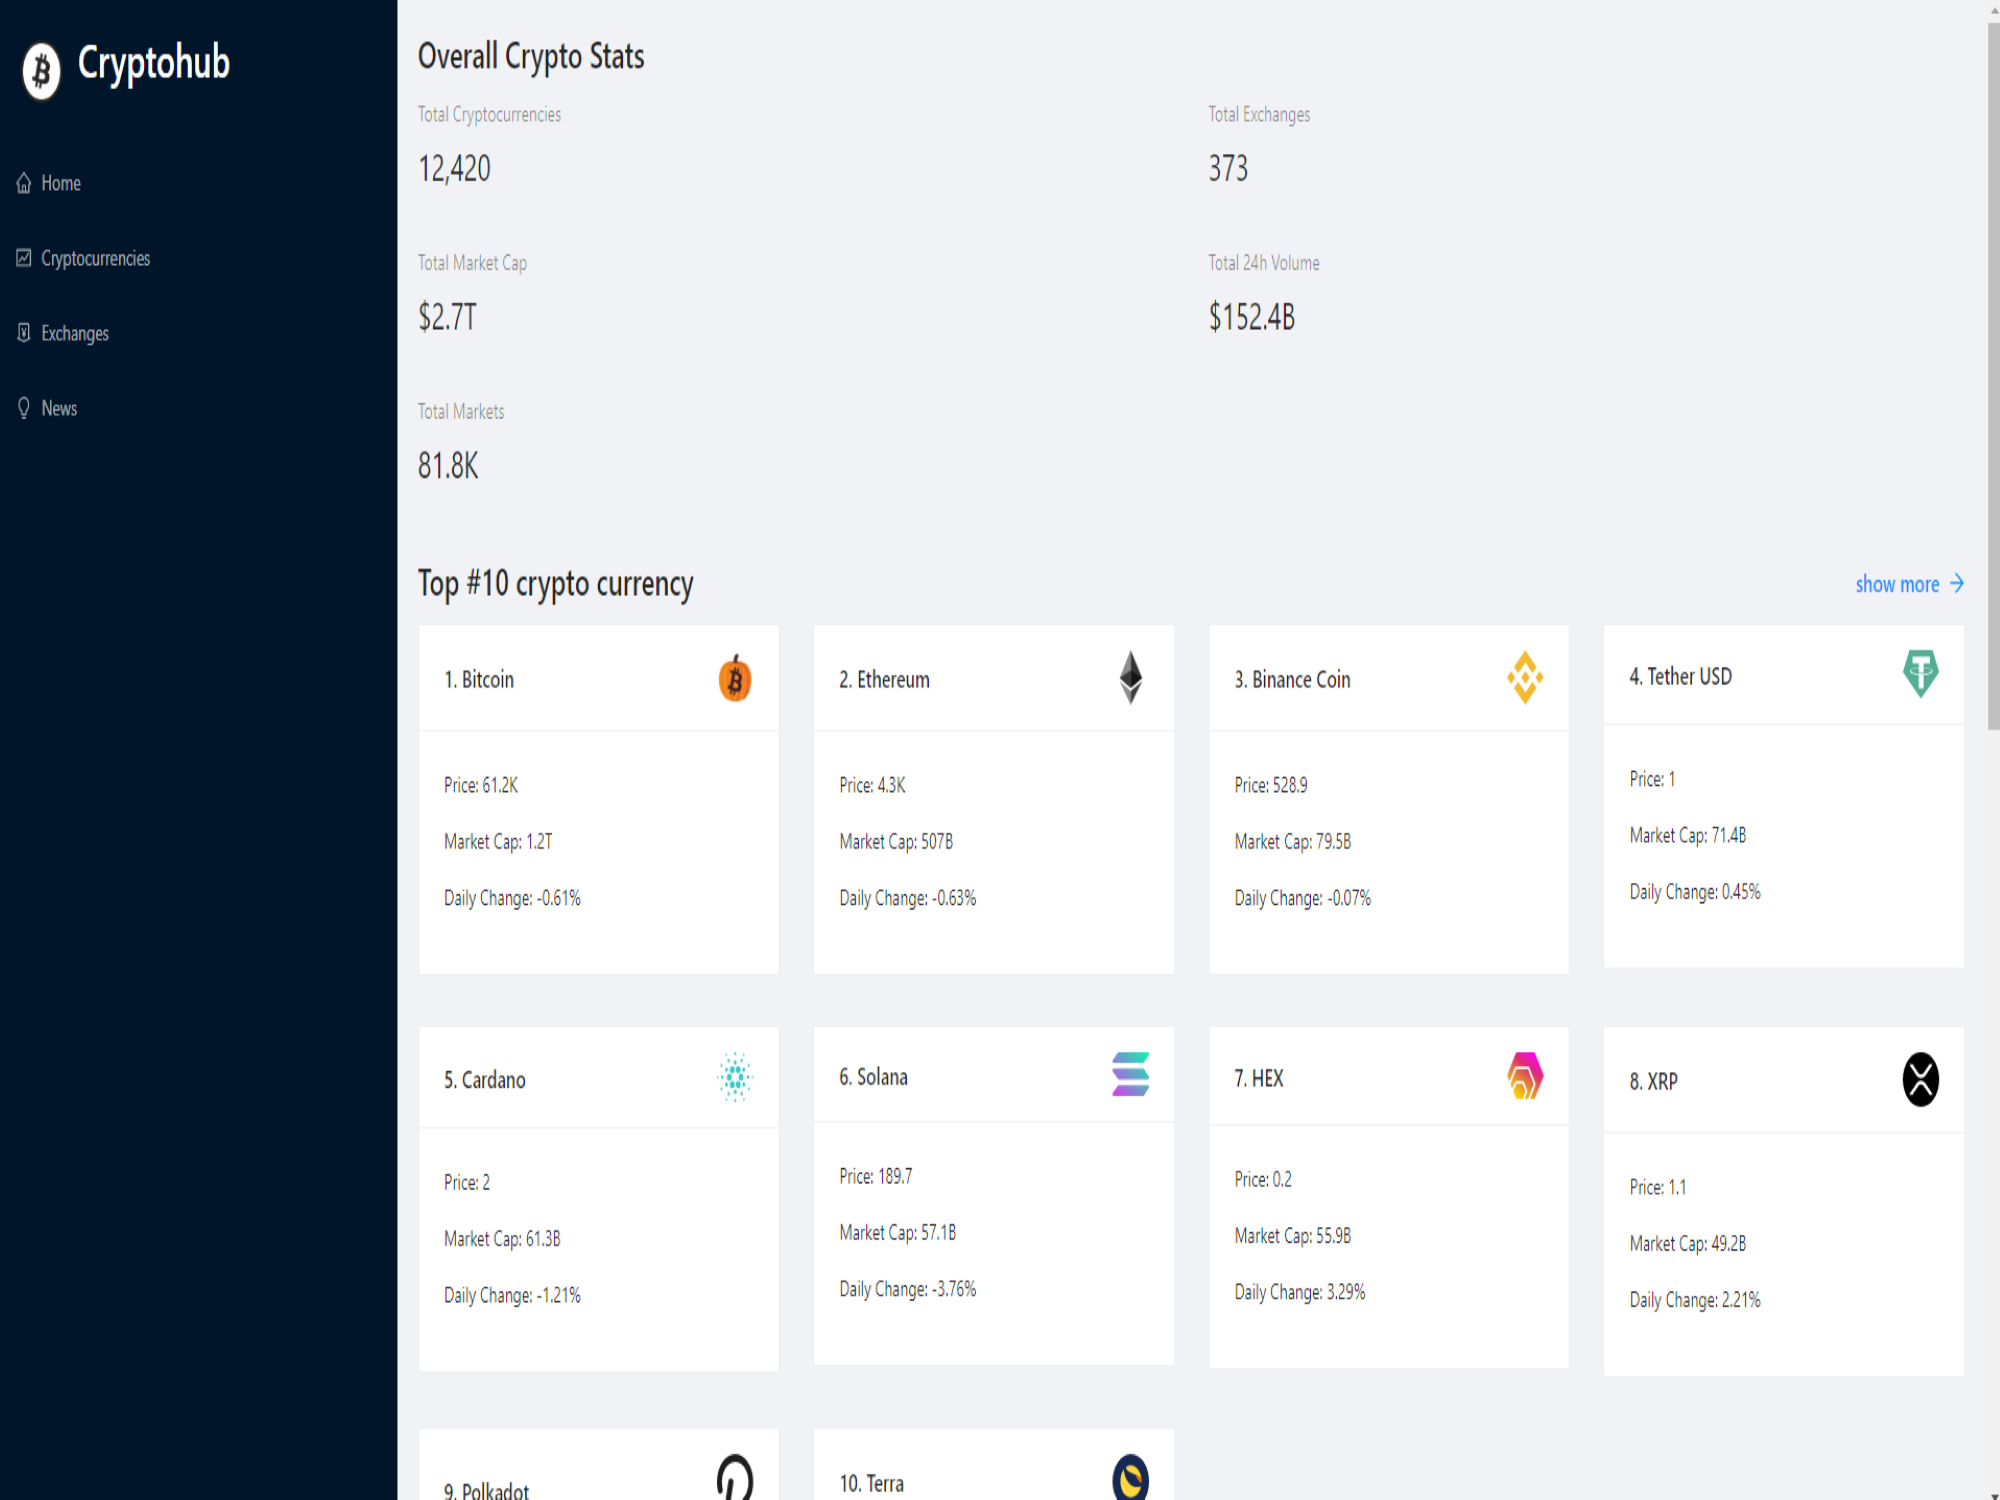 Cryptohub
Home
Cryptocurrencies
Exchanges
News
Overall Crypto Stats
Total Cryptocurrencies
12,420
Total Exchanges
373
Total Market Cap
$2.7T
Total 24h Volume
$152.4B
Total Markets
81.8K
Top #10 crypto currency
show more
1. Bitcoin
Price: 61.2K
Market Cap: 1.2T
Daily Change: -0.61%
2. Ethereum
Price: 4.3K
Market Cap: 507B
Daily Change: -0.63%
3. Binance Coin
Price: 528.9
Market Cap: 79.5B
Daily Change: -0.07%
4. Tether USD
Price: 1
Market Cap: 71.4B
Daily Change: 0.45%
5. Cardano
Price: 2
Market Cap: 61.3B
Daily Change: -1.21%
6. Solana
Price: 189.7
Market Cap: 57.1B
Daily Change: -3.76%
7. HEX
Price: 0.2
Market Cap: 55.9B
Daily Change: 3.29%
8. XRP
Price: 1.1
Market Cap: 49.2B
Daily Change: 2.21%
9. Polkadot
10. Terra